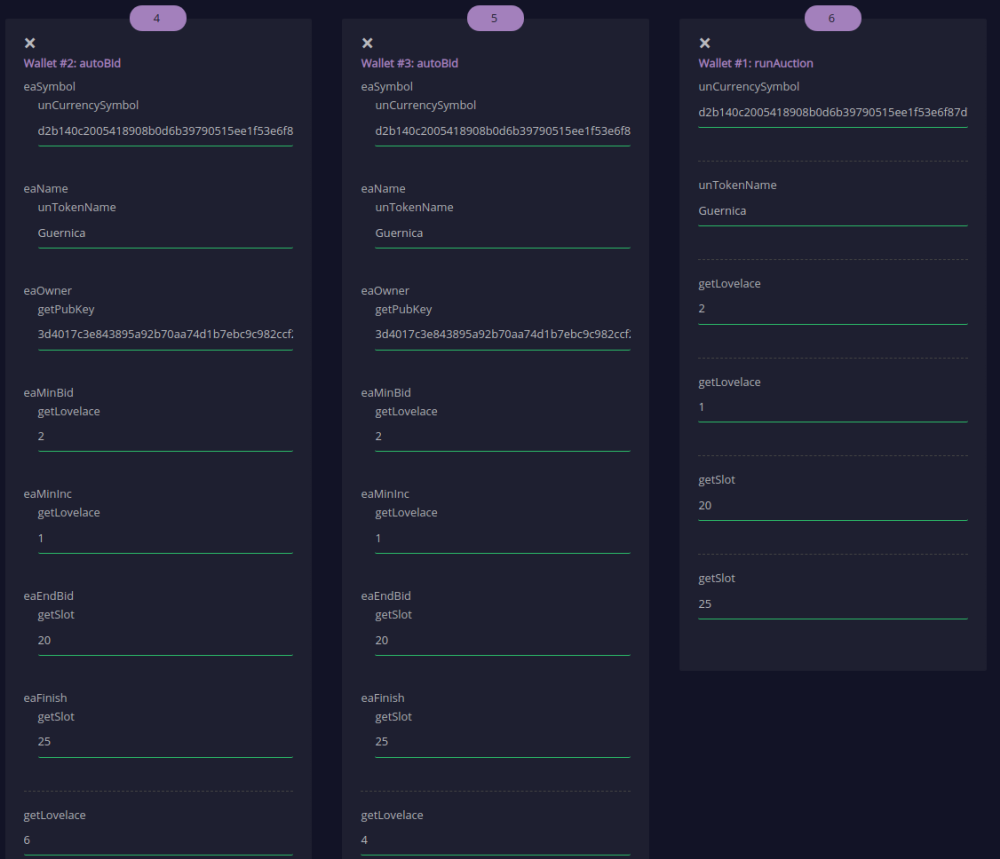 4
Wallet #2: autoBid
eaSymbol
unCurrencySymbol
d2b140c2005418908b0d6b39790515ee1f53e6f8
eaName
unTokenName
Guernica
eaOwner
getPubKey
3d4017c3e843895a92b70aa74d1b7ebc9c982ccf
eaMinBid
getLovelace
2
eaMinInc
getLovelace
1
eaEndBid
getSlot
20
eaFinish
getSlot
25
getLovelace
6
5
Wallet #3: autoBid
eaSymbol
unCurrencySymbol
d2b140c2005418908b0d6b39790515ee1f53e6f8
eaName
unTokenName
Guernica
eaOwner
getPubKey
3d4017c3e843895a92b70aa74d1b7ebc9c982ccf
eaMinBid
getLovelace
2
eaMinInc
getLovelace
1
eaEndBid
getSlot
20
eaFinish
getSlot
25
getLovelace
4
6
Wallet #1: runAuction
unCurrencySymbol
d2b140c2005418908b0d6b39790515ee1f53e6f87d
unTokenName
Guernica
getLovelace
2
getLovelace
1
getSlot
20
getSlot
25